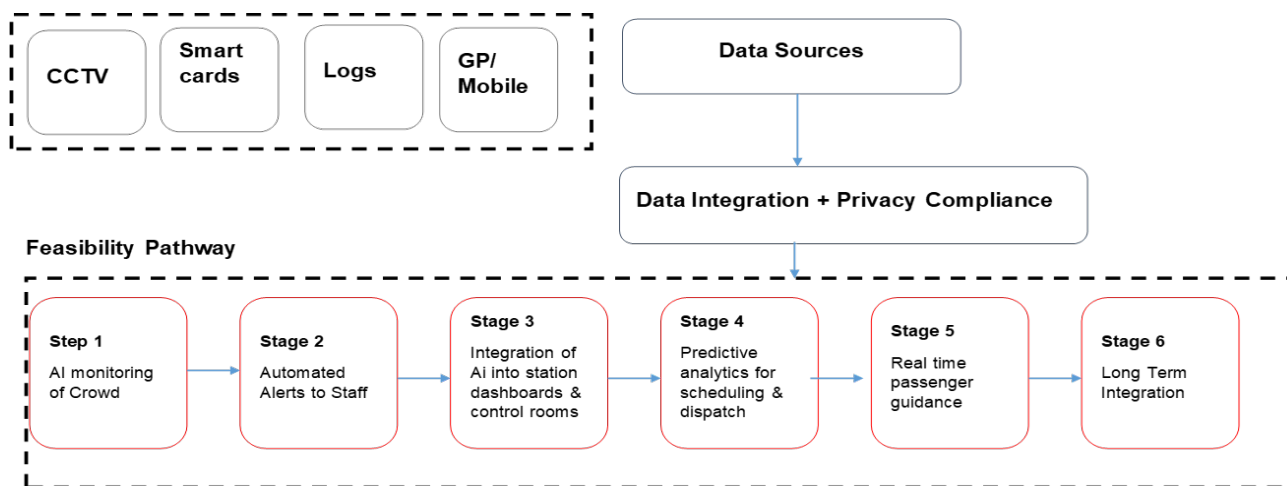 CCTV
Smart
cards
Logs
GP/
Mobile
Data Sources
Data Integration + Privacy Compliance
Feasibility Pathway
Step 1
AI monitoring
of Crowd
Stage 2
Automated
Alerts to Staff
Stage 3
Integration of
Ai into station
dashboards &
control rooms
Stage 4
Predictive
analytics for
scheduling &
dispatch
Stage 5
Real time
passenger
guidance
Stage 6
Long Term
Integration